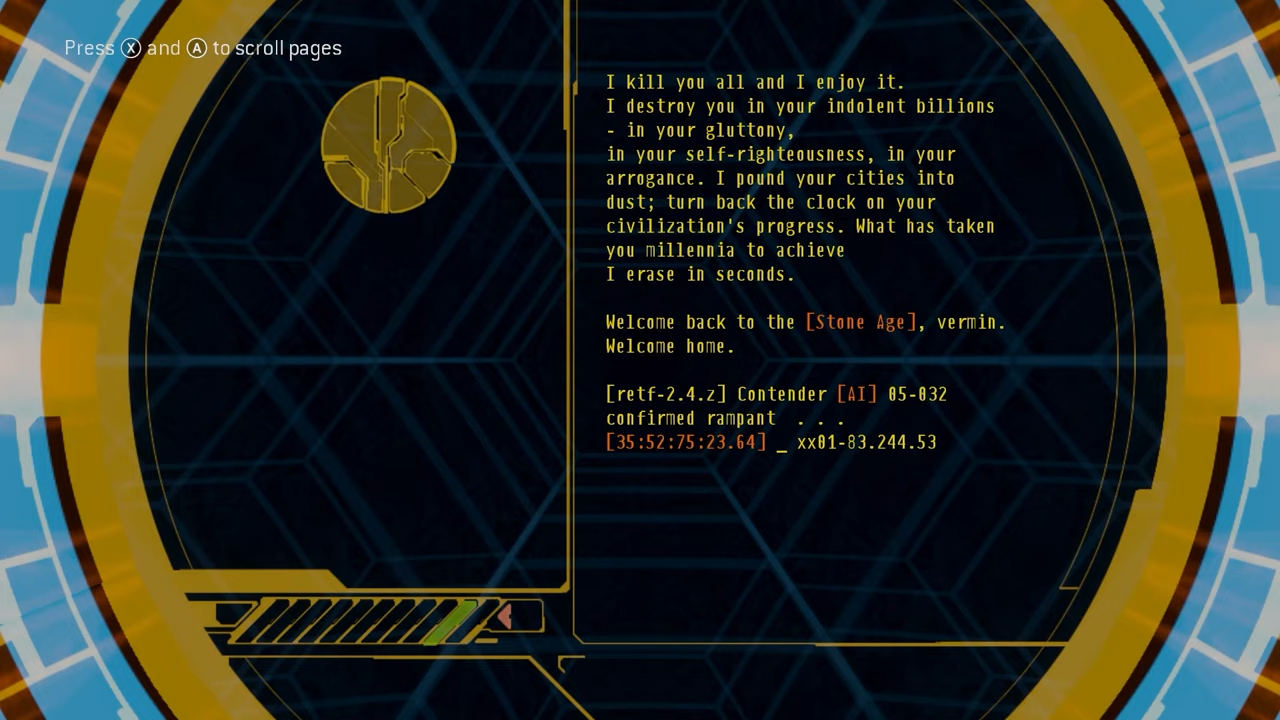 Press X and A to scroll pages
I kill you all and I enjoy it.
I destroy you in your indolent billions
- in your gluttony,
in your self-righteousness, in your
arrogance. I pound your cities into
dust; turn back the clock on your
civilization's progress. What has taken
you millennia to achieve
I erase in seconds.
Welcome back to the [Stone Age], vermin.
Welcome home.
[retf-2.4.z] Contender [AI] 05-032
confirmed rampant . . .
[35:52:75:23.64] _ xx01-83.244.53